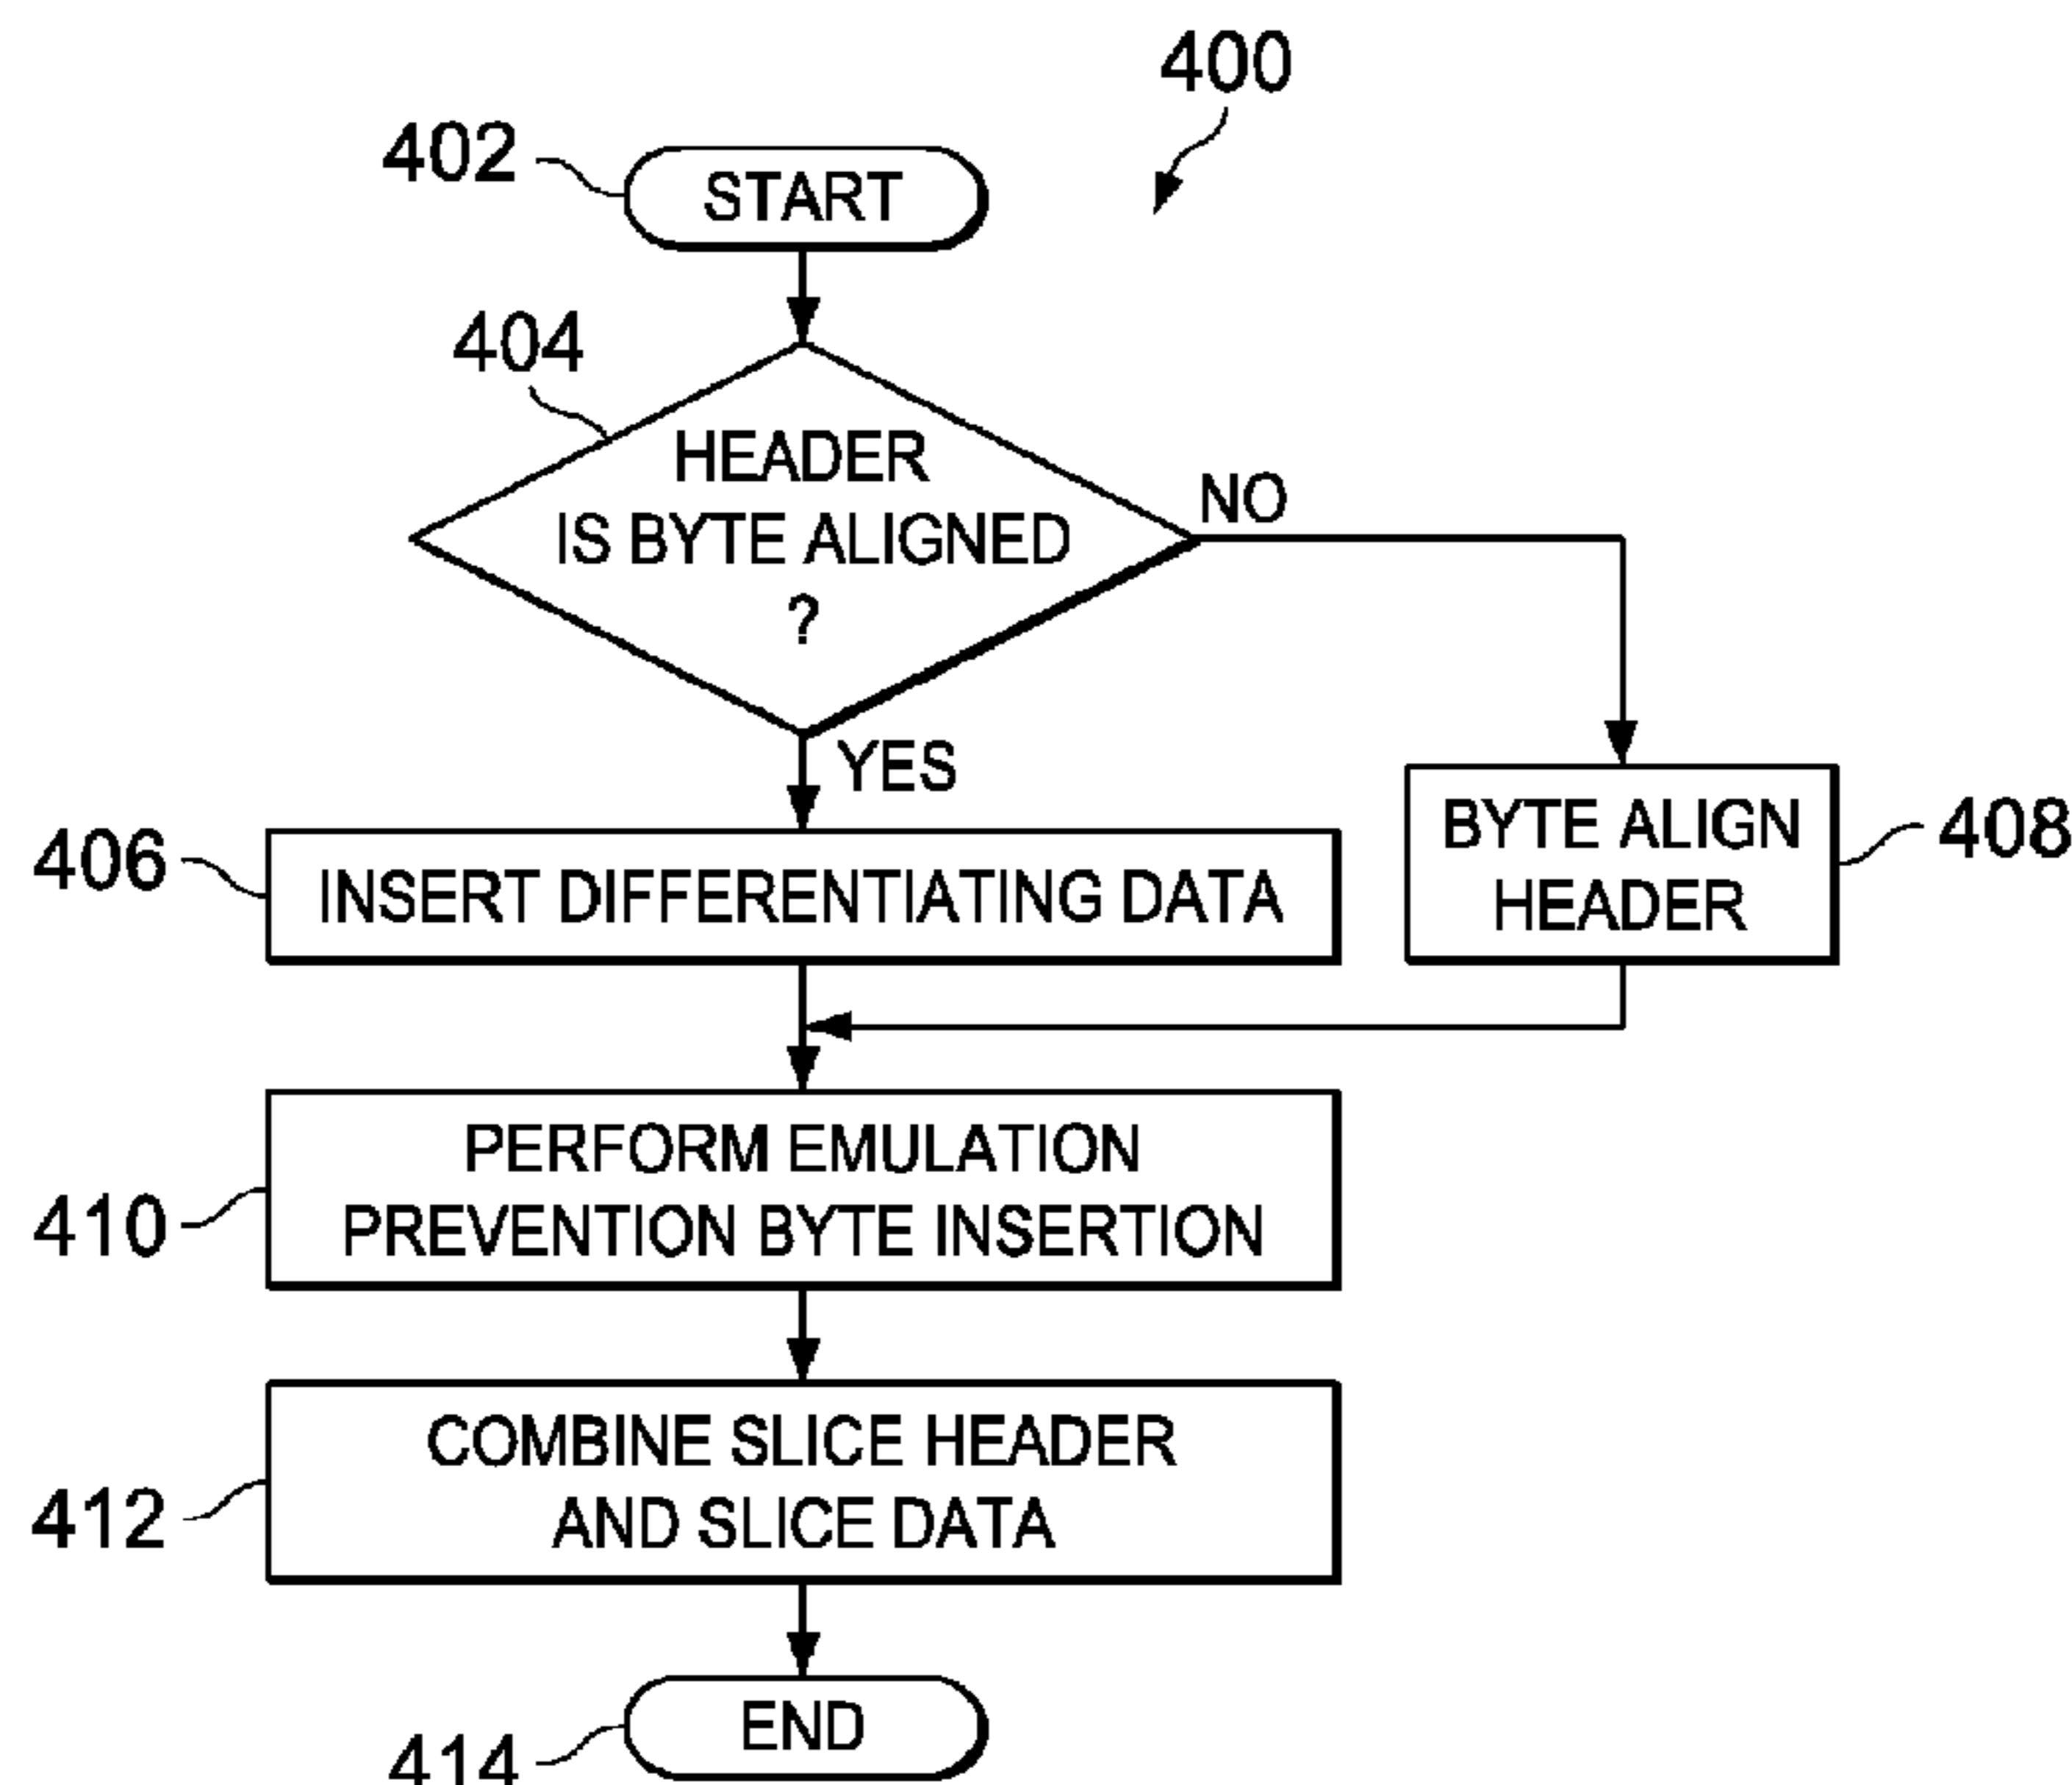 400
402
START
404
HEADER
IS BYTE ALIGNED
?
NO
YES
406
INSERT DIFFERENTIATING DATA
BYTE ALIGN
HEADER
408
410
PERFORM EMULATION
PREVENTION BYTE INSERTION
412
COMBINE SLICE HEADER
AND SLICE DATA
END
414